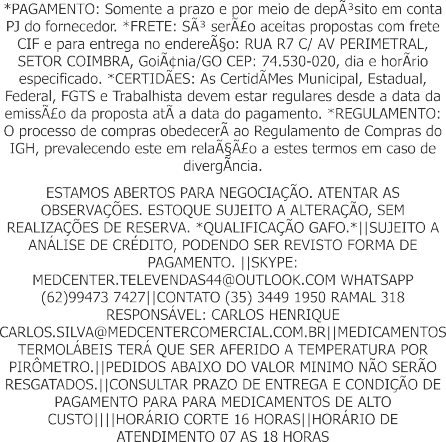 *PAGAMENTO: Somente a prazo e por meio de depÃ³sito em conta
PJ do fornecedor. *FRETE: SÃ³ serÃ£o aceitas propostas com frete
CIF e para entrega no endereÃ§o: RUA R7 C/ AV PERIMETRAL,
SETOR COIMBRA, GoiÃ¢nia/GO CEP: 74.530-020, dia e horÃrio
especificado. *CERTIDÃES: As CertidÃMes Municipal, Estadual,
Federal, FGTS e Trabalhista devem estar regulares desde a data da
emissÃ£o da proposta atÃ a data do pagamento. *REGULAMENTO:
O processo de compras obedecerÃ ao Regulamento de Compras do
IGH, prevalecendo este em relaÃ§Ã£o a estes termos em caso de
divergÃncia.
ESTAMOS ABERTOS PARA NEGOCIAÇÃO. ATENTAR AS
OBSERVAÇÕES. ESTOQUE SUJEITO A ALTERAÇÃO, SEM
REALIZAÇÕES DE RESERVA. *QUALIFICAÇÃO GAFO.*||SUJEITO A
ANÁLISE DE CRÉDITO, PODENDO SER REVISTO FORMA DE
PAGAMENTO. ||SKYPE:
MEDCENTER.TELEVENDAS44@OUTLOOK.COM WHATSAPP
(62)99473 7427||CONTATO (35) 3449 1950 RAMAL 318
RESPONSÁVEL: CARLOS HENRIQUE
CARLOS.SILVA@MEDCENTERCOMERCIAL.COM.BR||MEDICAMENTOS
TERMOLÁBEIS TERÁ QUE SER AFERIDO A TEMPERATURA POR
PIRÔMETRO.||PEDIDOS ABAIXO DO VALOR MINIMO NÃO SERÃO
RESGATADOS.||CONSULTAR PRAZO DE ENTREGA E CONDIÇÃO DE
PAGAMENTO PARA PARA MEDICAMENTOS DE ALTO
CUSTO||||HORÁRIO CORTE 16 HORAS||HORÁRIO DE
ATENDIMENTO 07 AS 18 HORAS